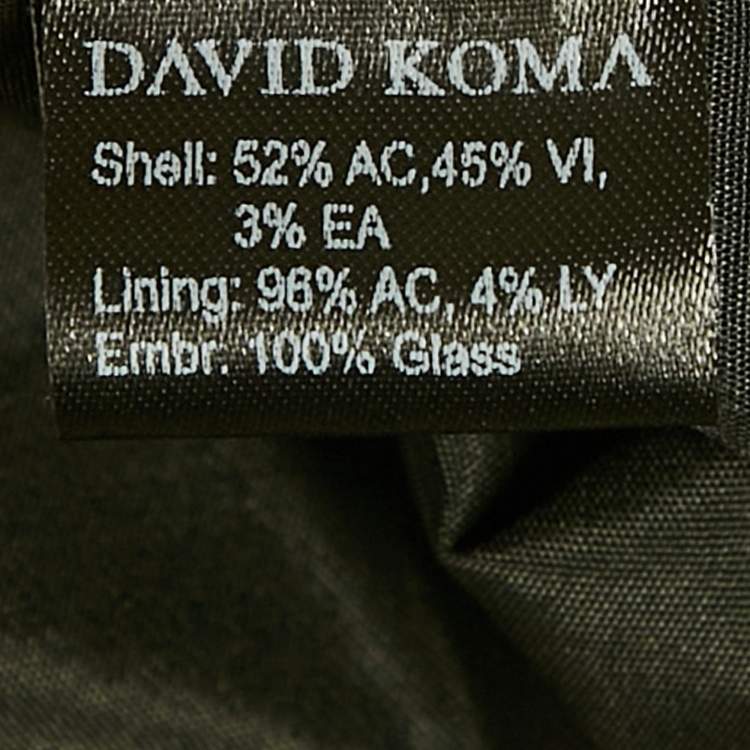 DAVID KOMA
Shell: 52% AC,45% VI,
3% EA
Lining: 96% AC, 4% LY
Embr. 100% Glass